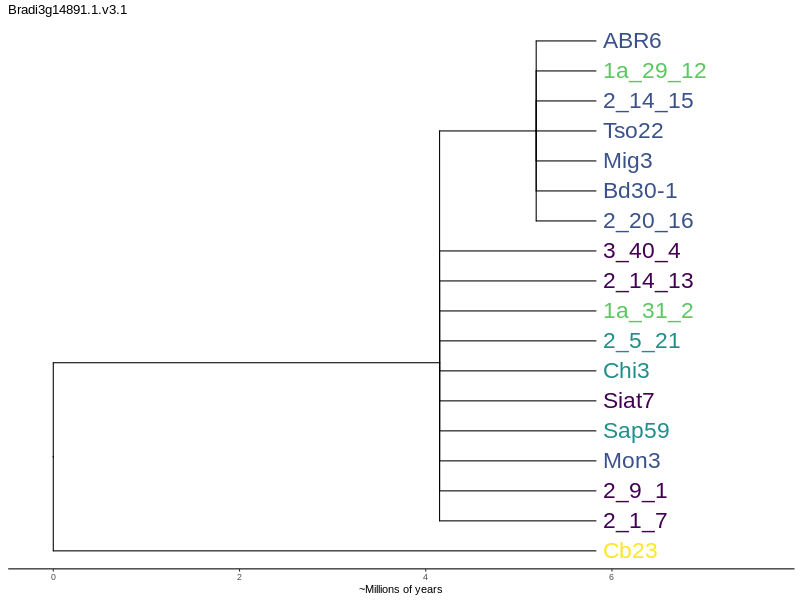 Bradi3g14891.1.v3.1
ABR6
1a_29_12
2_14_15
Tso22
Mig3
Bd30-1
2_20_16
3_40_4
2_14_13
1a_31_2
2_5_21
Chi3
Siat7
Sap59
Mon3
2_9_1
2_1_7
Cb23
0 2 4 6
~Millions of years